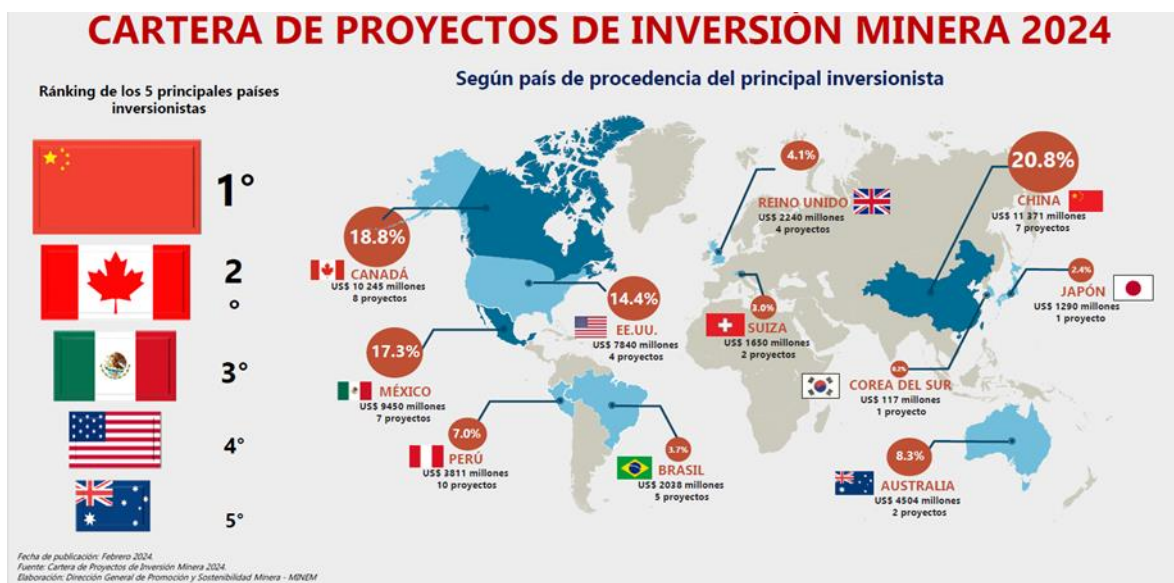 CARTERA DE PROYECTOS DE INVERSIÓN MINERA 2024
Según país de procedencia del principal inversionista
Ránking de los 5 principales países
inversionistas
1°
2
°
3°
4°
5°
18.8%
CANADÁ
US$ 10 245 millones
8 proyectos
14.4%
EE.UU.
US$ 7840 millones
4 proyectos
17.3%
MÉXICO
US$ 9450 millones
7 proyectos
7.0%
PERÚ
US$ 3811 millones
10 proyectos
3.7%
BRASIL
US$ 2038 millones
5 proyectos
4.1%
REINO UNIDO
US$ 2240 millones
4 proyectos
3.0%
SUIZA
US$ 1650 millones
2 proyectos
20.8%
CHINA
US$ 11 371 millones
7 proyectos
2.4%
JAPÓN
US$ 1290 millones
1 proyecto
0.2%
COREA DEL SUR
US$ 117 millones
1 proyecto
8.3%
AUSTRALIA
US$ 4504 millones
2 proyectos
Fecha de publicación: Febrero 2024.
Fuente: Cartera de Proyectos de Inversión Minera 2024.
Elaboración: Dirección General de Promoción y Sostenibilidad Minera - MINEM